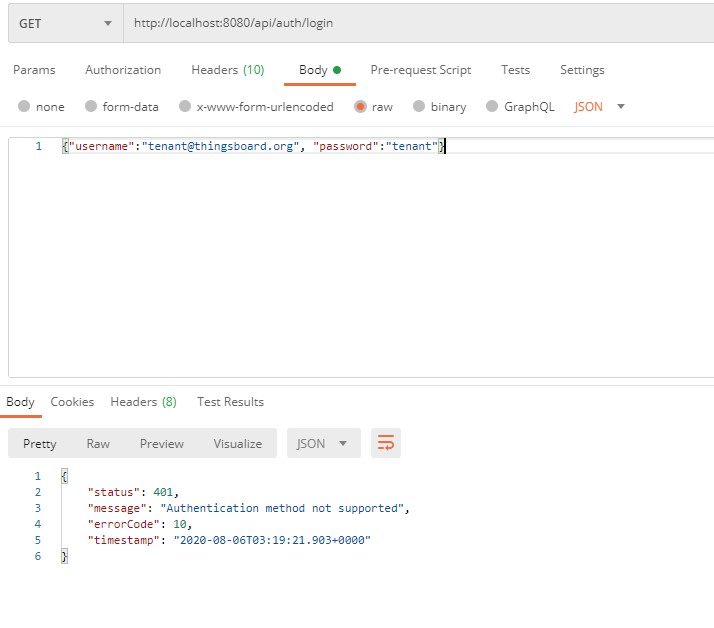 GET http://localhost:8080/api/auth/login
Params Authorization Headers (10) Body Pre-request Script Tests Settings
none form-data x-www-form-urlencoded raw binary GraphQL JSON
1 {"username":"tenant@thingsboard.org", "password":"tenant"}
Body Cookies Headers (8) Test Results
Pretty Raw Preview Visualize JSON
1 {
2 "status": 401,
3 "message": "Authentication method not supported",
4 "errorCode": 10,
5 "timestamp": "2020-08-06T03:19:21.903+0000"
6 }